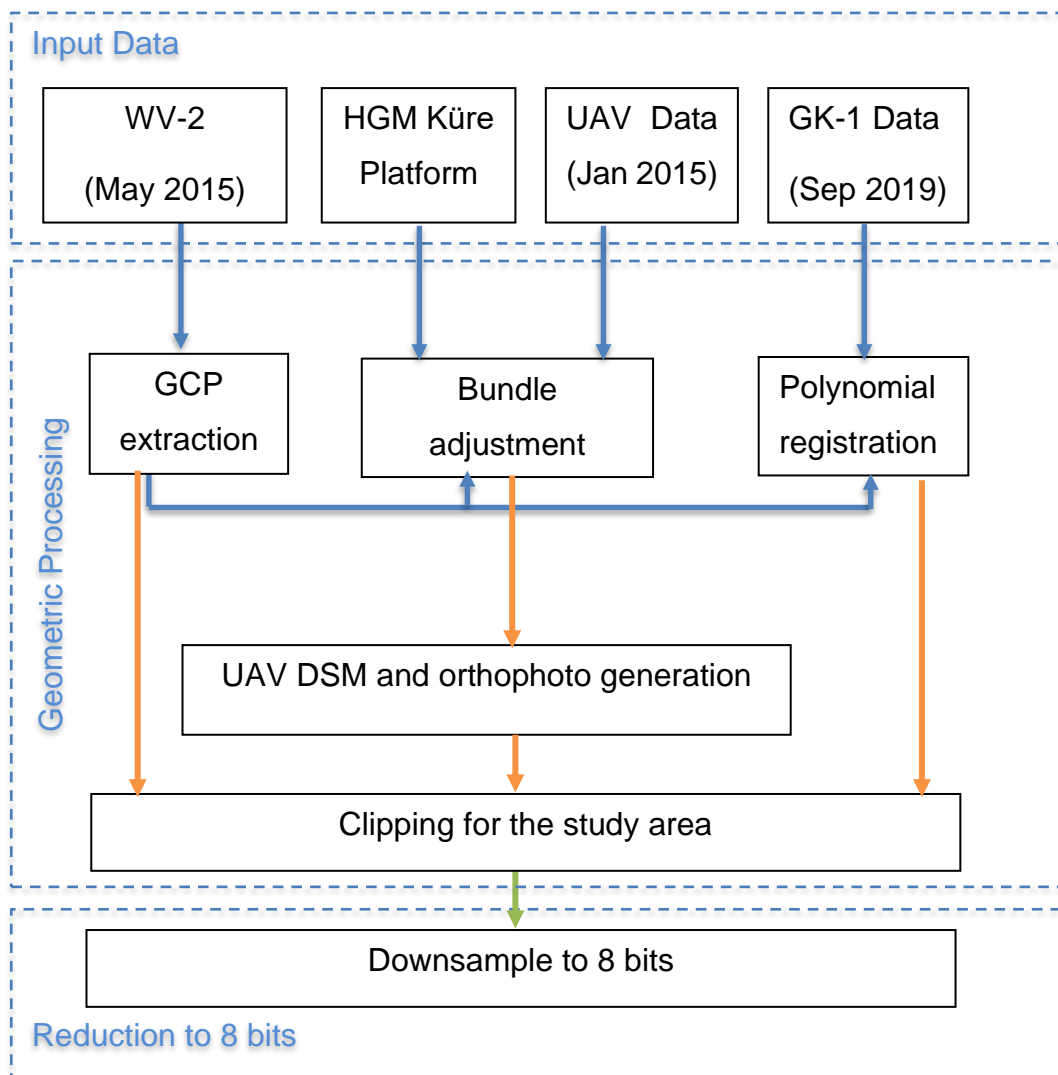 Input Data
WV-2
(May 2015)
HGM Küre
Platform
UAV Data
(Jan 2015)
GK-1 Data
(Sep 2019)
Geometric Processing
GCP
extraction
Bundle
adjustment
Polynomial
registration
UAV DSM and orthophoto generation
Clipping for the study area
Downsample to 8 bits
Reduction to 8 bits